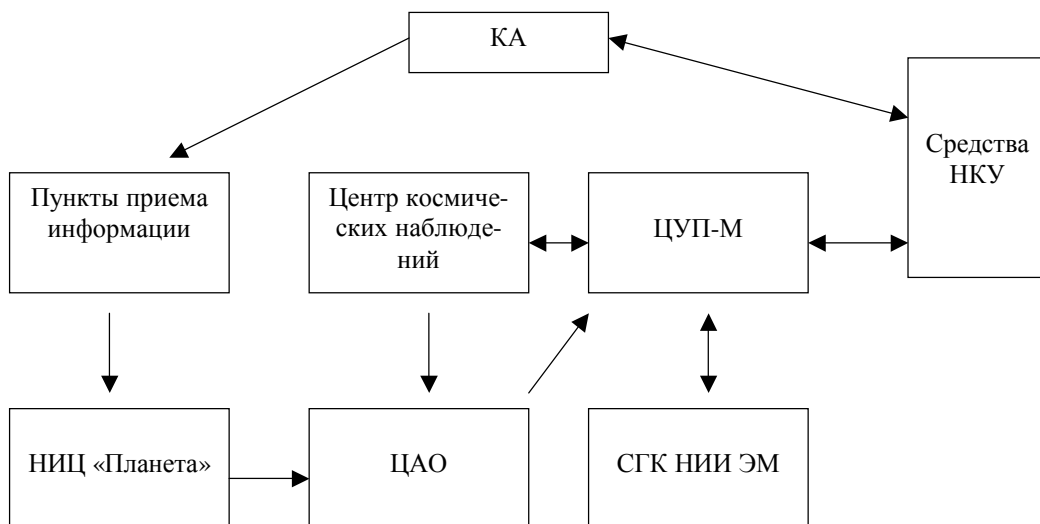 КА
Средства
НКУ
Пункты приема
информации
Центр космиче-
ских наблюде-
ний
ЦУП-М
НИЦ «Планета»
ЦАО
СГК НИИ ЭМ